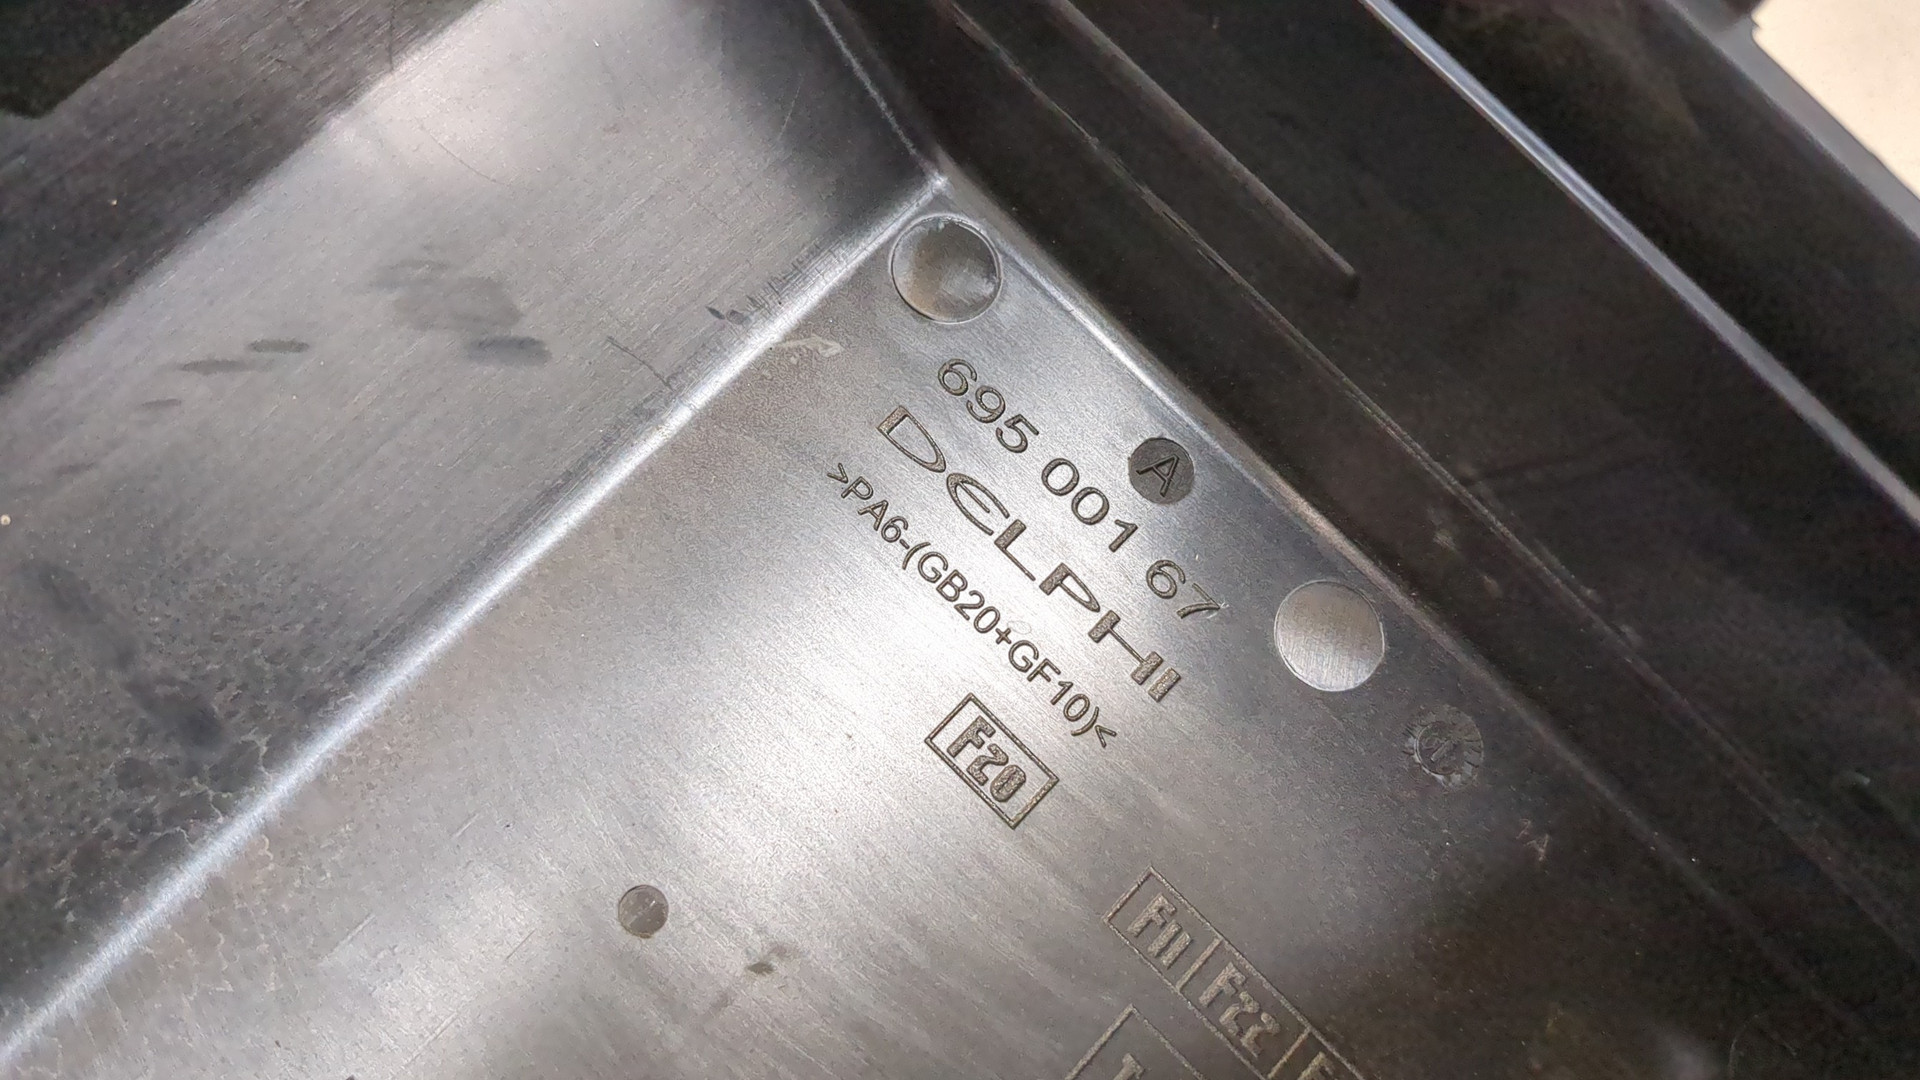 695 001 67
A
DELPHI
>PA6-(GB20+GF10)<
F20
F11 F22
A